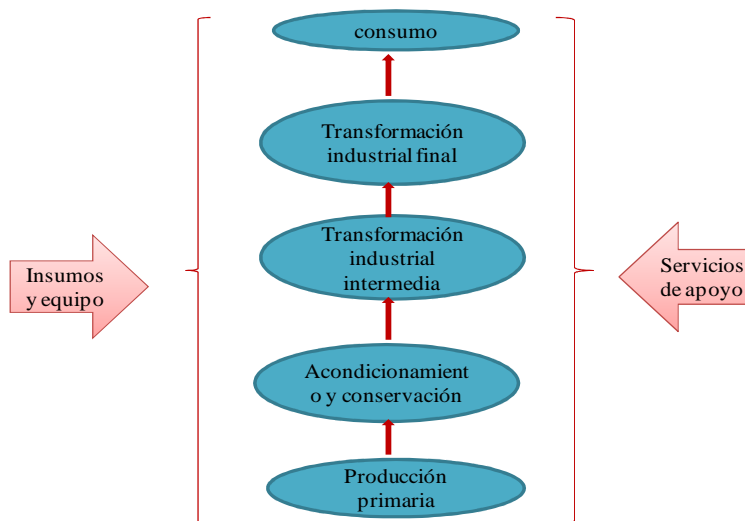 consumo
Transformación
industrial final
Transformación
industrial
intermedia
Insumos
y equipo
Servicios
de apoyo
Acondicionamient
o y conservación
Producción
primaria